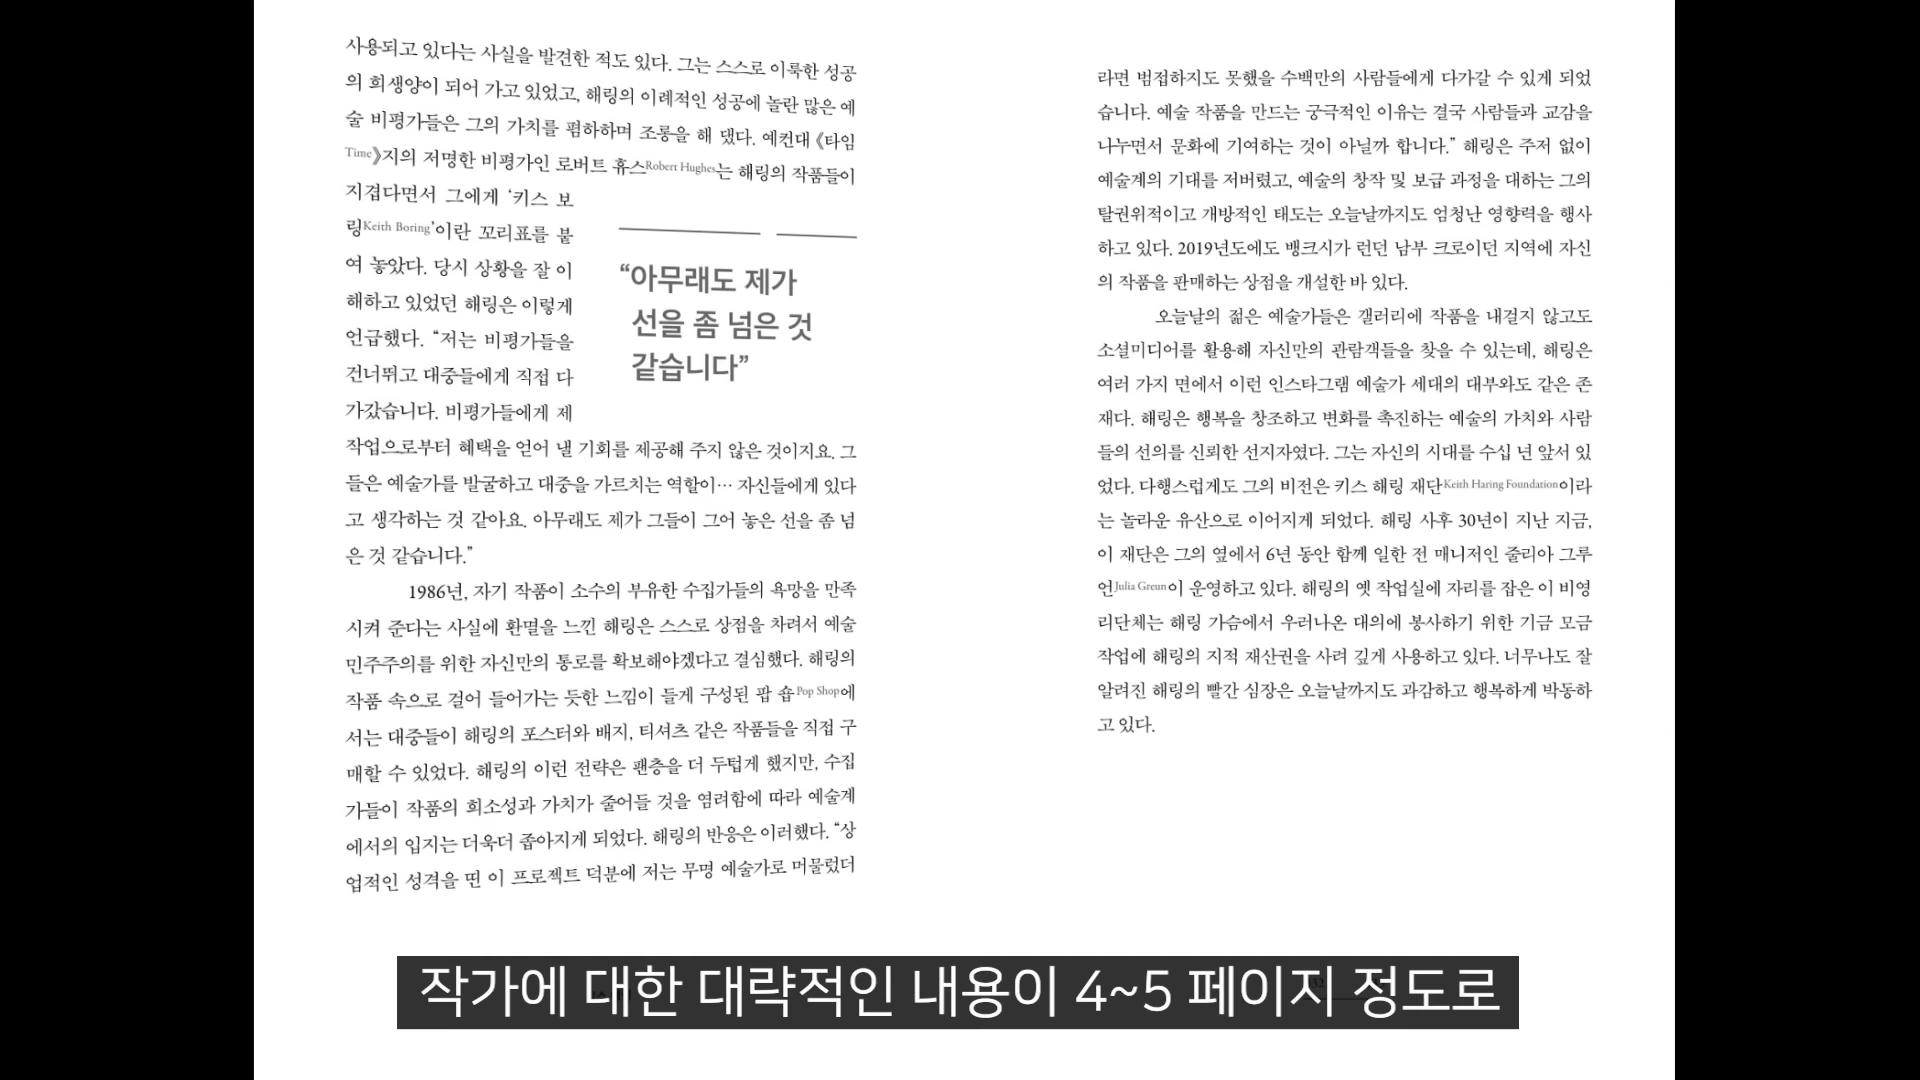 사용되고 있다는 사실을 발견한 적도 있다. 그는 스스로 이룩한 성공
의 희생양이 되어 가고 있었고, 해링의 이례적인 성공에 놀란 많은 예
술 비평가들은 그의 가치를 폄하하며 조롱을 해 댔다. 예컨대 《타임
Time》지의 저명한 비평가인 로버트 휴스Robert Hughes는 해링의 작품들이
지겹다면서 그에게 ‘키스 보
링Keith Boring’이란 꼬리표를 붙
여 놓았다. 당시 상황을 잘 이
해하고 있었던 해링은 이렇게
언급했다. “저는 비평가들을
건너뛰고 대중들에게 직접 다
가갔습니다. 비평가들에게 제
“아무래도 제가
선을 좀 넘은 것
같습니다”
작업으로부터 혜택을 얻어 낼 기회를 제공해 주지 않은 것이지요. 그
들은 예술가를 발굴하고 대중을 가르치는 역할이… 자신들에게 있다
고 생각하는 것 같아요. 아무래도 제가 그들이 그어 놓은 선을 좀 넘
은 것 같습니다.”
1986년, 자기 작품이 소수의 부유한 수집가들의 욕망을 만족
시켜 준다는 사실에 환멸을 느낀 해링은 스스로 상점을 차려서 예술
민주주의를 위한 자신만의 통로를 확보해야겠다고 결심했다. 해링의
작품 속으로 걸어 들어가는 듯한 느낌이 들게 구성된 팝 숍Pop Shop에
서는 대중들이 해링의 포스터와 배지, 티셔츠 같은 작품들을 직접 구
매할 수 있었다. 해링의 이런 전략은 팬층을 더 두텁게 했지만, 수집
가들이 작품의 희소성과 가치가 줄어들 것을 염려함에 따라 예술계
에서의 입지는 더욱더 좁아지게 되었다. 해링의 반응은 이러했다. “상
업적인 성격을 띤 이 프로젝트 덕분에 저는 무명 예술가로 머물렀더
라면 범접하지도 못했을 수백만의 사람들에게 다가갈 수 있게 되었
습니다. 예술 작품을 만드는 궁극적인 이유는 결국 사람들과 교감을
나누면서 문화에 기여하는 것이 아닐까 합니다.” 해링은 주저 없이
예술계의 기대를 저버렸고, 예술의 창작 및 보급 과정을 대하는 그의
탈권위적이고 개방적인 태도는 오늘날까지도 엄청난 영향력을 행사
하고 있다. 2019년도에도 뱅크시가 런던 남부 크로이던 지역에 자신
의 작품을 판매하는 상점을 개설한 바 있다.
오늘날의 젊은 예술가들은 갤러리에 작품을 내걸지 않고도
소셜미디어를 활용해 자신만의 관람객들을 찾을 수 있는데, 해링은
여러 가지 면에서 이런 인스타그램 예술가 세대의 대부와도 같은 존
재다. 해링은 행복을 창조하고 변화를 촉진하는 예술의 가치와 사람
들의 선의를 신뢰한 선지자였다. 그는 자신의 시대를 수십 년 앞서 있
었다. 다행스럽게도 그의 비전은 키스 해링 재단Keith Haring Foundation이라
는 놀라운 유산으로 이어지게 되었다. 해링 사후 30년이 지난 지금,
이 재단은 그의 옆에서 6년 동안 함께 일한 전 매니저인 줄리아 그루
언Julia Greun이 운영하고 있다. 해링의 옛 작업실에 자리를 잡은 이 비영
리단체는 해링 가슴에서 우러나온 대의에 봉사하기 위한 기금 모금
작업에 해링의 지적 재산권을 사려 깊게 사용하고 있다. 너무나도 잘
알려진 해링의 빨간 심장은 오늘날까지도 과감하고 행복하게 박동하
고 있다.
작가에 대한 대략적인 내용이 4~5 페이지 정도로